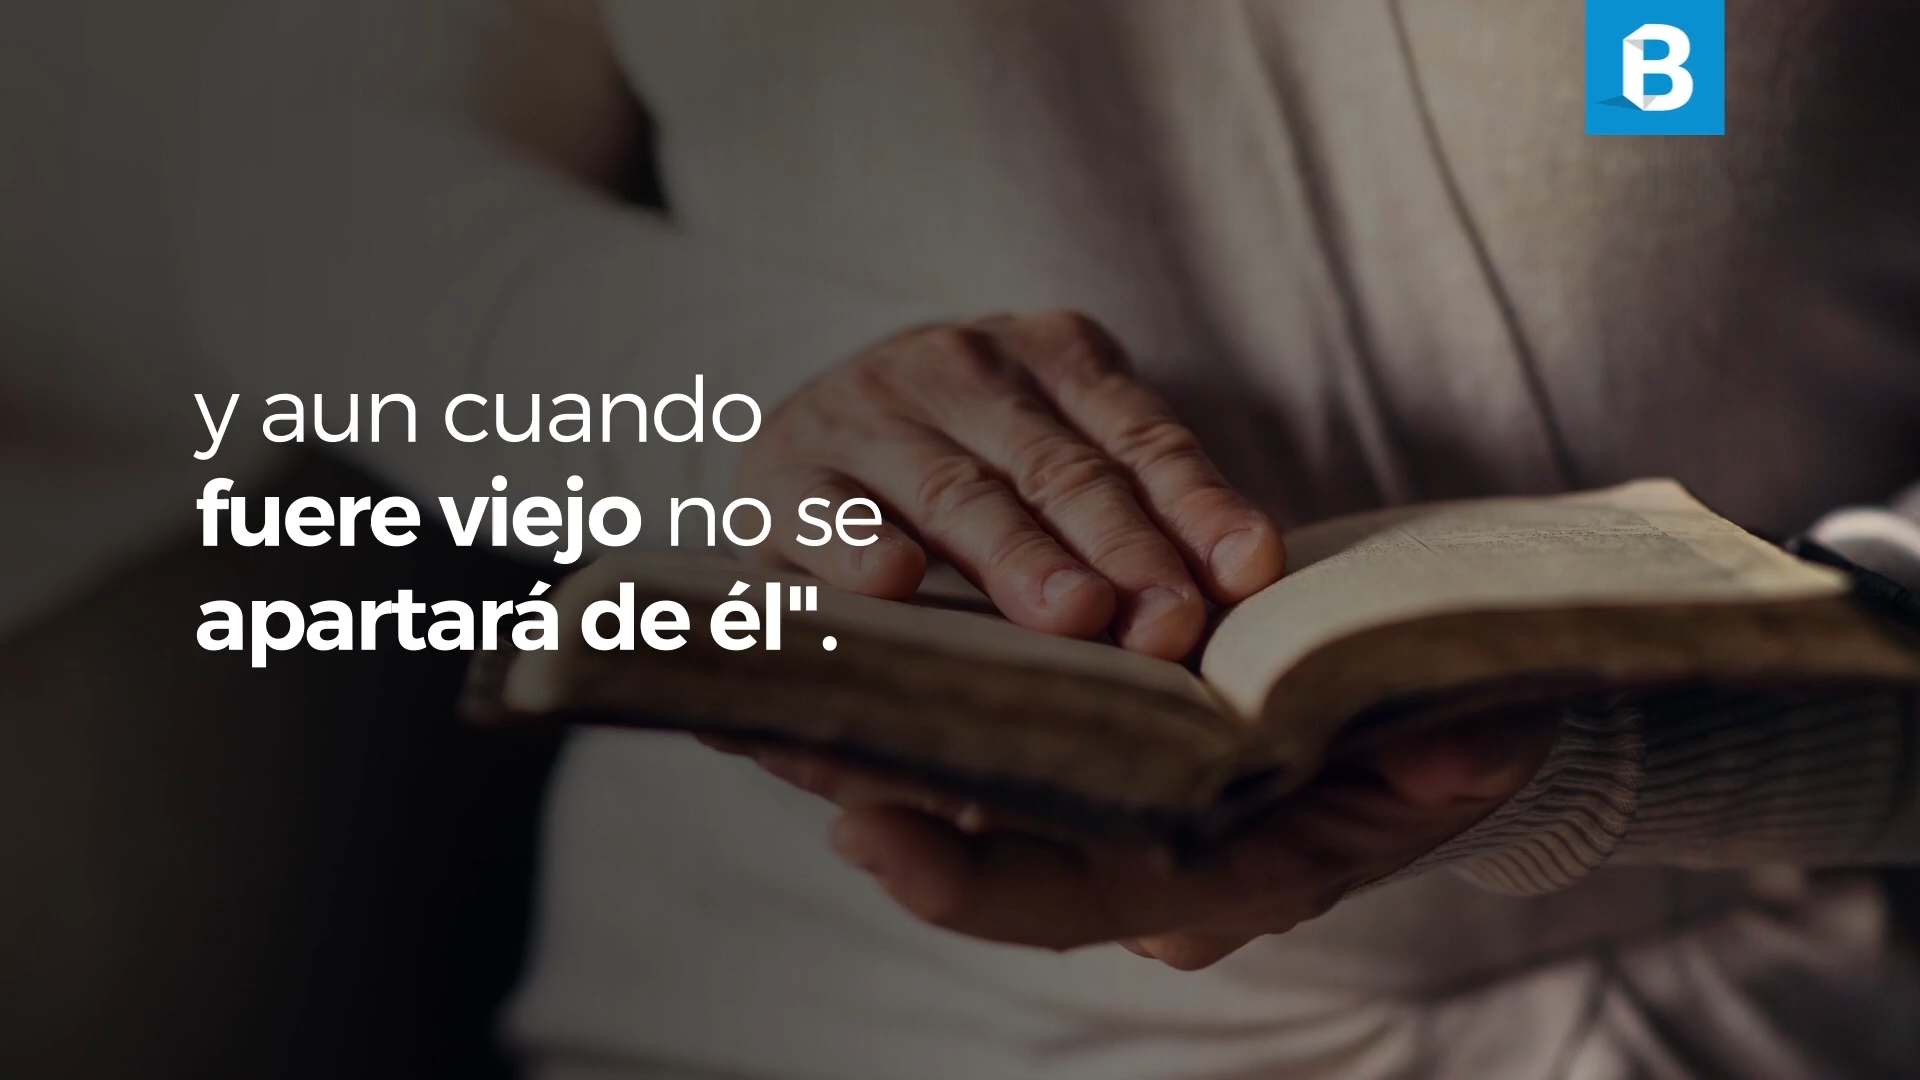 B
y aun cuando
fuere viejo no se
apartará de él".